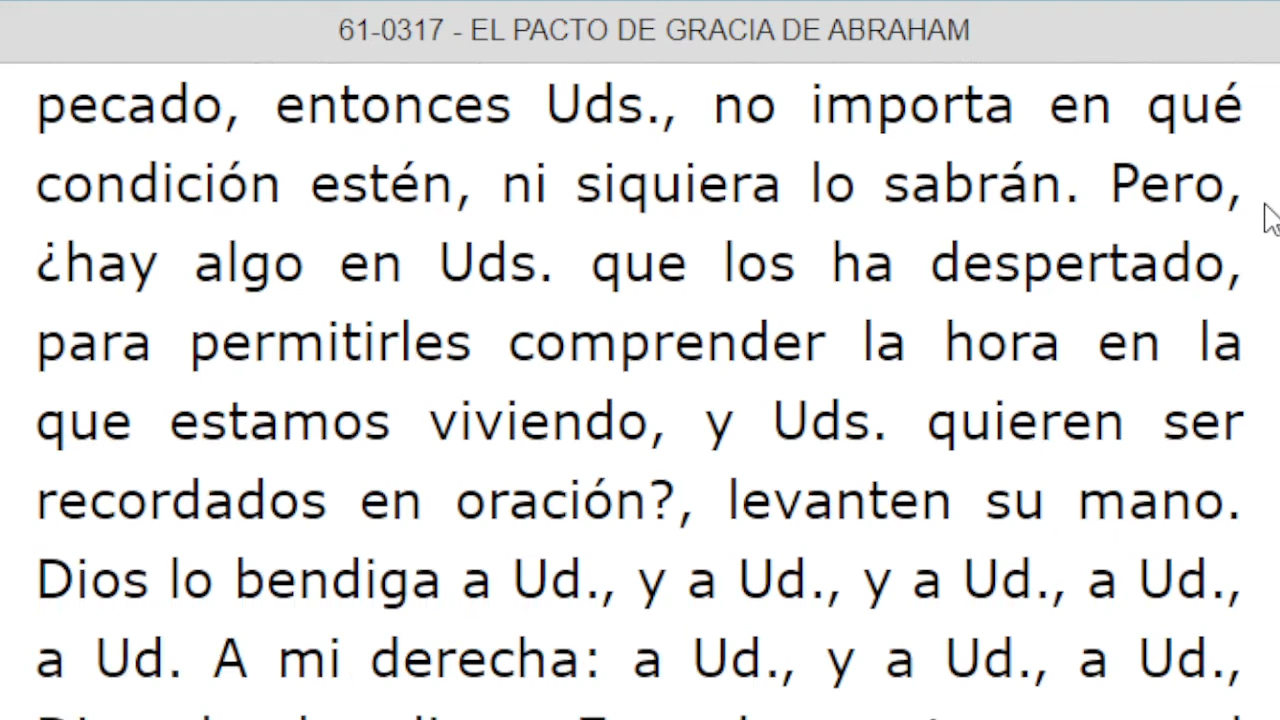 61-0317 - EL PACTO DE GRACIA DE ABRAHAM
pecado, entonces Uds., no importa en qué
condición estén, ni siquiera lo sabrán. Pero,
¿hay algo en Uds. que los ha despertado,
para permitirles comprender la hora en la
que estamos viviendo, y Uds. quieren ser
recordados en oración?, levanten su mano.
Dios lo bendiga a Ud., y a Ud., y a Ud., a Ud.,
a Ud. A mi derecha: a Ud., y a Ud., a Ud.,